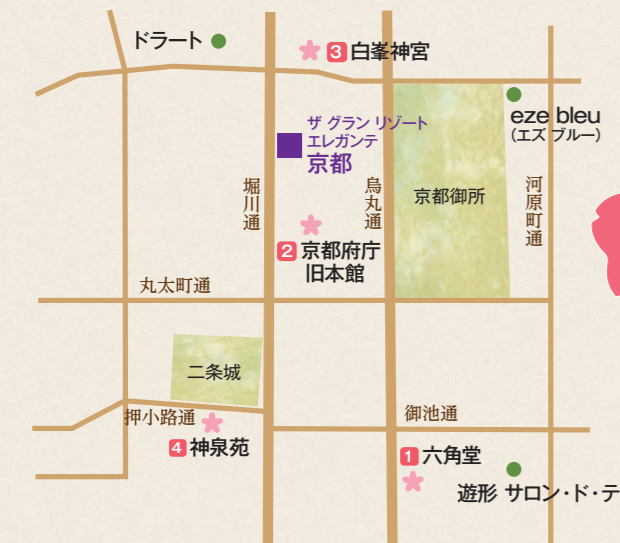 ドラート
3 白峯神宮
ザ グラン リゾート
エレガンテ
京都
eze bleu
(エズ ブルー)
堀川通
烏丸通
京都御所
河原町通
2 京都府庁
旧本館
丸太町通
二条城
押小路通
4 神泉苑
御池通
1 六角堂
遊形 サロン・ド・テ